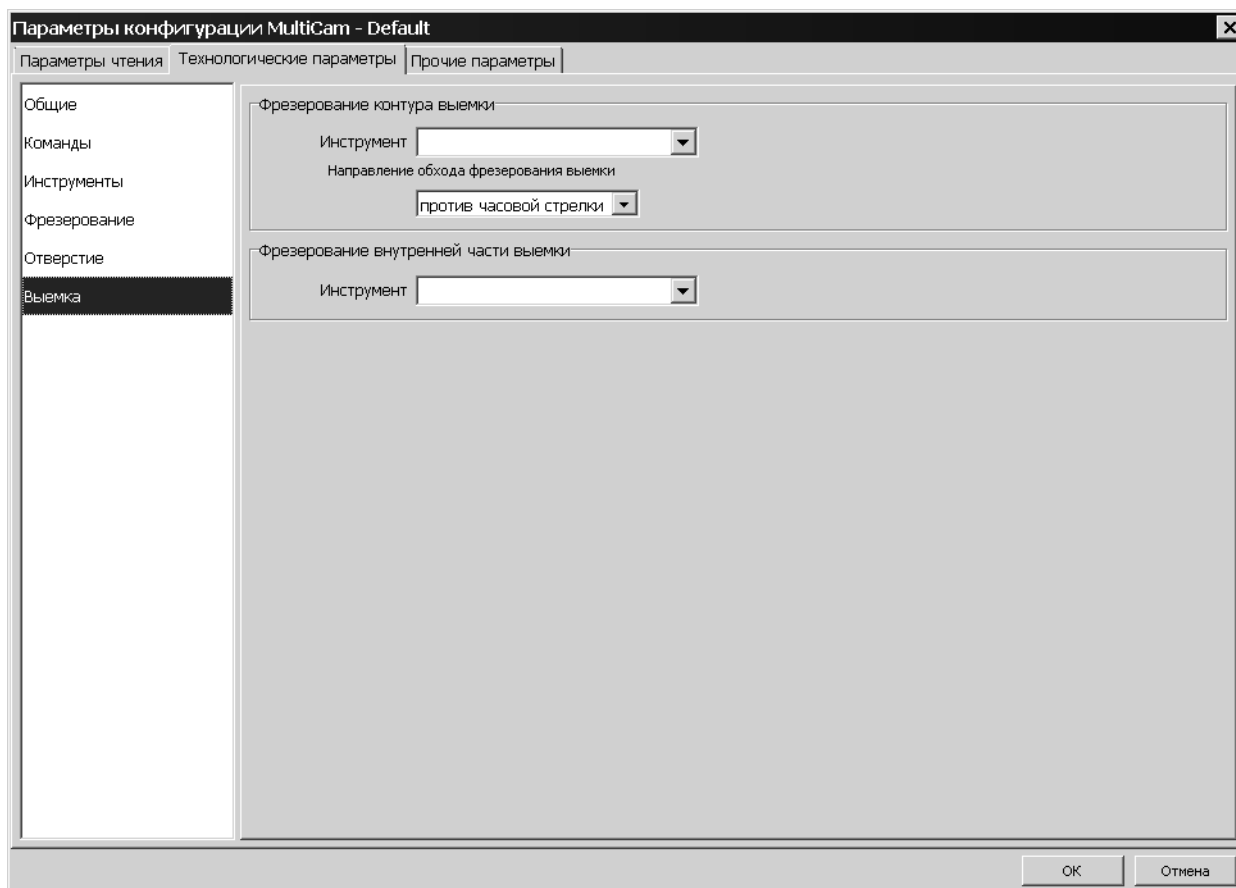 Параметры конфигурации MultiCam - Default
Параметры чтения Технологические параметры Прочие параметры
Общие
Команды
Инструменты
Фрезерование
Отверстие
Выемка
Фрезерование контура выемки
Инструмент
Направление обхода фрезерования выемки
против часовой стрелки
Фрезерование внутренней части выемки
Инструмент
ОК Отмена